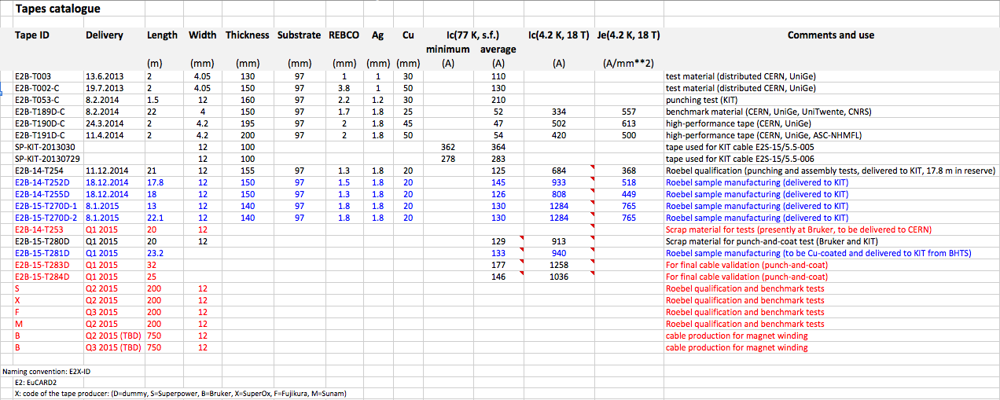 Tapes catalogue
Tape ID Delivery Length Width Thickness Substrate REBCO Ag Cu Ic(77 K, s.f.) Ic(4.2 K, 18 T) Je(4.2 K, 18 T) Comments and use
minimum average
(m) (mm) (mm) (mm) (mm) (mm) (mm) (A) (A) (A) (A/mm**2)
E2B-T003 13.6.2013 2 4.05 130 97 1 1 30 110 test material (distributed CERN, UniGe)
E2B-T002-C 19.7.2013 2 4.05 150 97 3.8 1 50 130 test material (distributed CERN, UniGe)
E2B-T053-C 8.2.2014 1.5 12 160 97 2.2 1.2 30 210 punching test (KIT)
E2B-T189D-C 8.2.2014 22 4 150 97 1.7 1.8 25 52 334 557 benchmark material (CERN, UniGe, UniTwente, CNRS)
E2B-T190D-C 24.3.2014 2 4.2 195 97 2 1.8 45 47 502 613 high-performance tape (CERN, UniGe)
E2B-T191D-C 11.4.2014 2 4.2 200 97 2 1.8 50 54 420 500 high-performance tape (CERN, UniGe, ASC-NHMFL)
SP-KIT-2013030 12 100 362 364 tape used for KIT cable E2S-15/5.5-005
SP-KIT-20130729 12 100 278 283 tape used for KIT cable E2S-15/5.5-006
E2B-14-T254 11.12.2014 21 12 155 97 1.3 1.8 20 125 684 368 Roebel qualification (punching and assembly tests, delivered to KIT, 17.8 m in reserve)
E2B-14-T252D 18.12.2014 17.8 12 150 97 1.5 1.8 20 145 933 518 Roebel sample manufacturing (delivered to KIT)
E2B-14-T255D 18.12.2014 18 12 150 97 1.3 1.8 20 126 808 449 Roebel sample manufacturing (delivered to KIT)
E2B-15-T270D-1 8.1.2015 13 12 140 97 1.8 1.8 20 130 1284 765 Roebel sample manufacturing (delivered to KIT)
E2B-15-T270D-2 8.1.2015 22.1 12 140 97 1.8 1.8 20 130 1284 765 Roebel sample manufacturing (delivered to KIT)
E2B-14-T253 Q1 2015 20 12 Scrap material for tests (presently at Bruker, to be delivered to CERN)
E2B-15-T280D Q1 2015 20 12 129 913 Scrap material for punch-and-coat test (Bruker and KIT)
E2B-15-T281D Q1 2015 23.2 133 940 Roebel sample manufacturing (to be Cu-coated and delivered to KIT from BHTS)
E2B-15-T283D Q1 2015 32 177 1258 For final cable validation (punch-and-coat)
E2B-15-T284D Q1 2015 25 146 1036 For final cable validation (punch-and-coat)
S Q2 2015 200 12 Roebel qualification and benchmark tests
X Q2 2015 200 12 Roebel qualification and benchmark tests
F Q3 2015 200 12 Roebel qualification and benchmark tests
M Q2 2015 200 12 Roebel qualification and benchmark tests
B Q2 2015 (TBD) 750 12 cable production for magnet winding
B Q3 2015 (TBD) 750 12 cable production for magnet winding
Naming convention: E2X-ID
E2: EuCARD2
X: code of the tape producer: (D=dummy, S=Superpower, B=Bruker, X=SuperOx, F=Fujikura, M=Sunam)